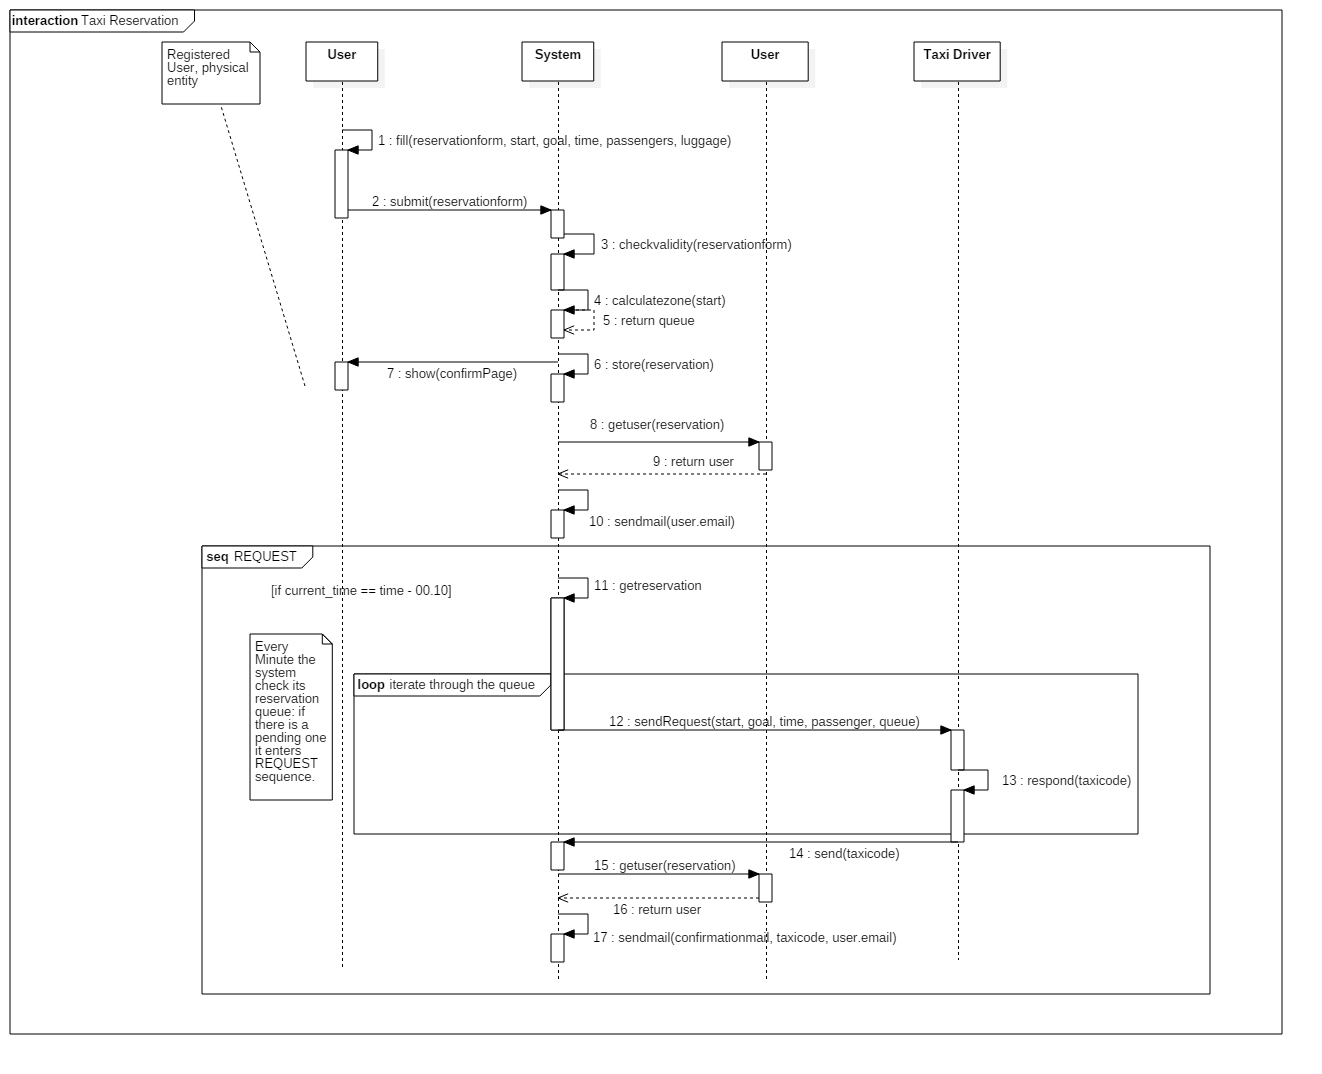 interaction Taxi Reservation
Registered
User, physical
entity
User
System
User
Taxi Driver
1 : fill(reservationform, start, goal, time, passengers, luggage)
2 : submit(reservationform)
3 : checkvalidity(reservationform)
4 : calculatezone(start)
5 : return queue
6 : store(reservation)
7 : show(confirmPage)
8 : getuser(reservation)
9 : return user
10 : sendmail(user.email)
seq REQUEST
[if current_time == time - 00.10]
11 : getreservation
Every
Minute the
system
check its
reservation
queue: if
there is a
pending one
it enters
REQUEST
sequence.
loop iterate through the queue
12 : sendRequest(start, goal, time, passenger, queue)
13 : respond(taxicode)
14 : send(taxicode)
15 : getuser(reservation)
16 : return user
17 : sendmail(confirmationmail, taxicode, user.email)